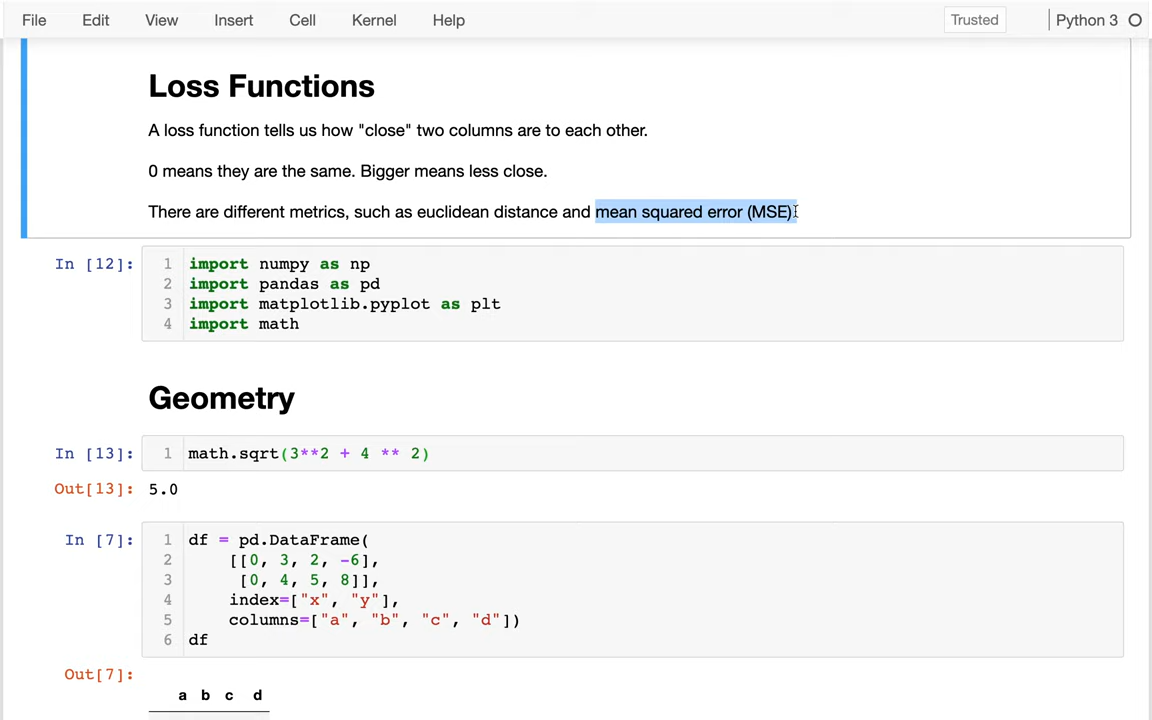 File Edit View Insert Cell Kernel Help Trusted Python 3
Loss Functions
A loss function tells us how "close" two columns are to each other.
0 means they are the same. Bigger means less close.
There are different metrics, such as euclidean distance and mean squared error (MSE).
In [12]: 1 import numpy as np
2 import pandas as pd
3 import matplotlib.pyplot as plt
4 import math
Geometry
In [13]: 1 math.sqrt(3**2 + 4 ** 2)
Out[13]: 5.0
In [7]: 1 df = pd.DataFrame(
2 [[0, 3, 2, -6],
3 [0, 4, 5, 8]],
4 index=["x", "y"],
5 columns=["a", "b", "c", "d"])
6 df
Out[7]:
a b c d